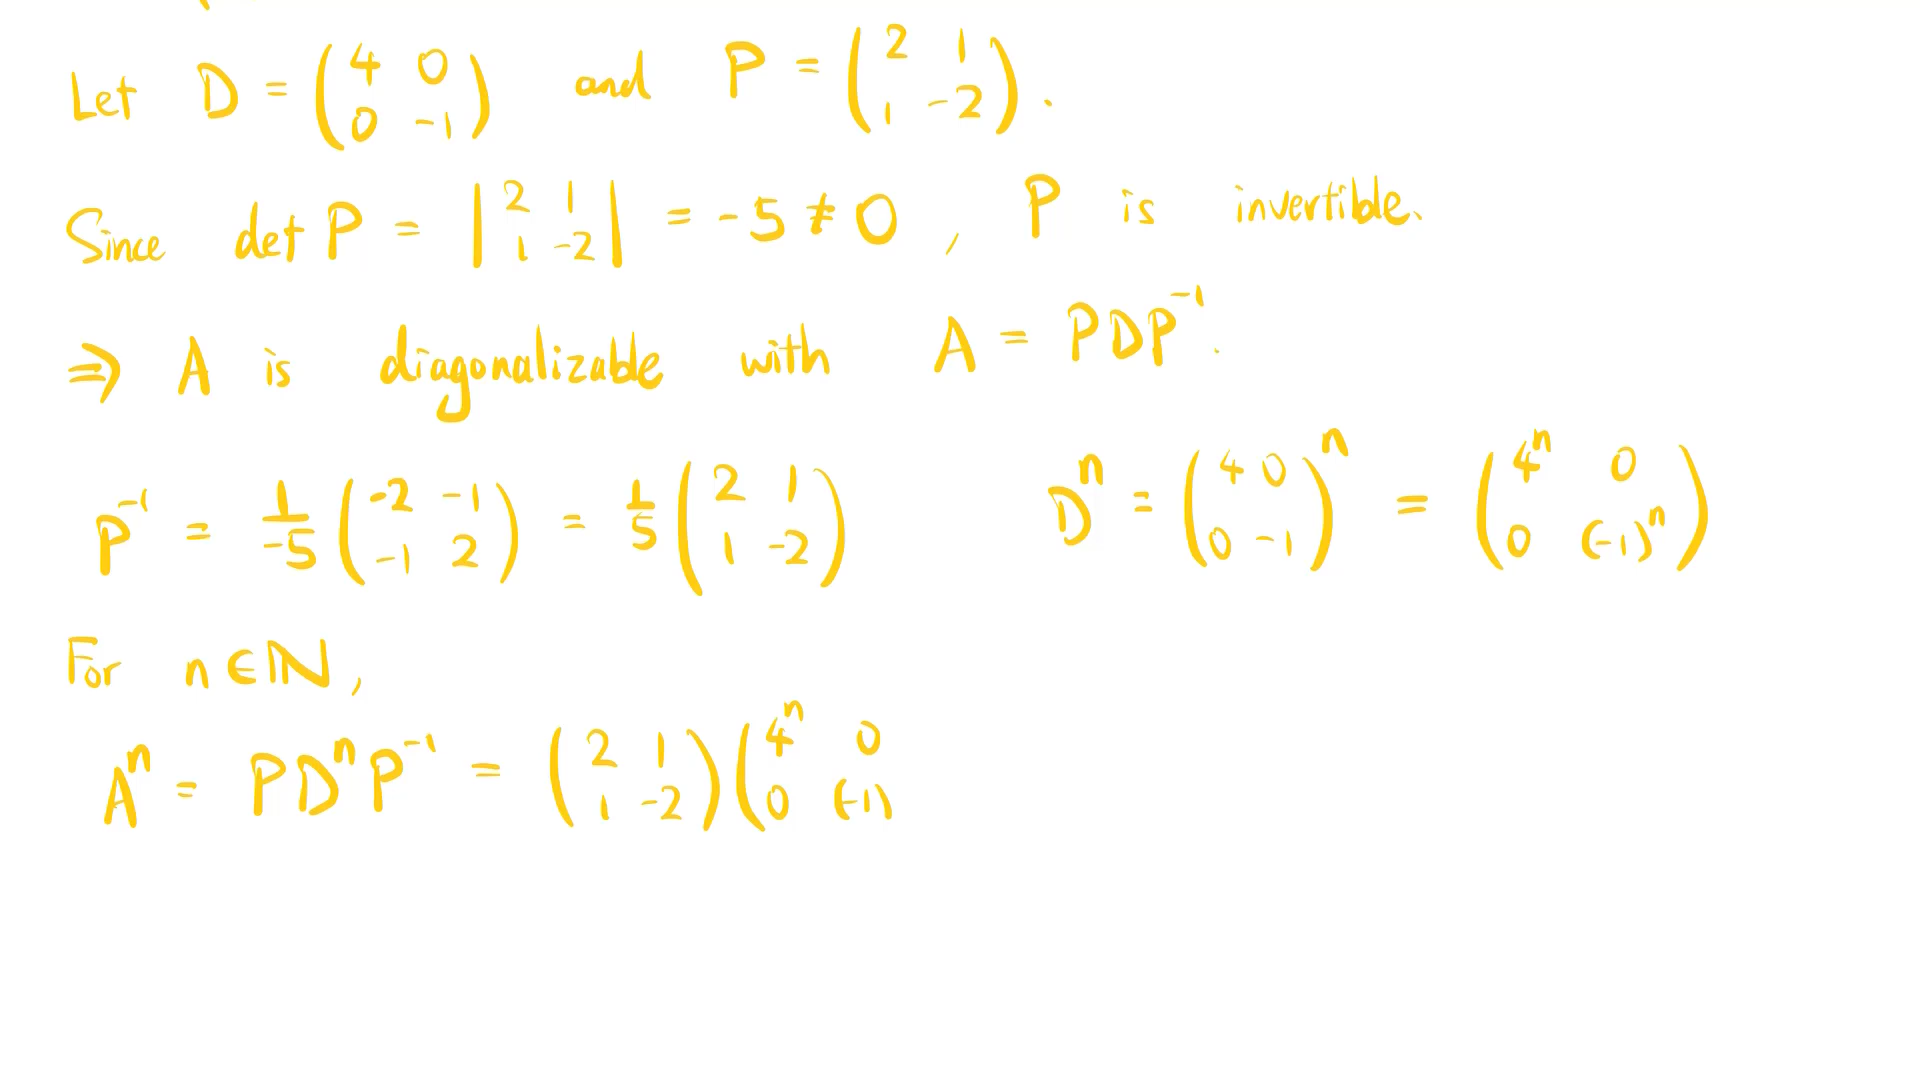 Let D = (4 0; 0 -1) and P = (2 1; 1 -2).
Since det P = |2 1; 1 -2| = -5 ≠ 0, P is invertible.
⇒ A is diagonalizable with A = PDP⁻¹.
P⁻¹ = 1/-5 (-2 -1; -1 2) = 1/5 (2 1; 1 -2) Dⁿ = (4 0; 0 -1)ⁿ = (4ⁿ 0; 0 (-1)ⁿ)
For n ∈ ℕ,
Aⁿ = PDⁿP⁻¹ = (2 1; 1 -2)(4ⁿ 0; 0 (-1)